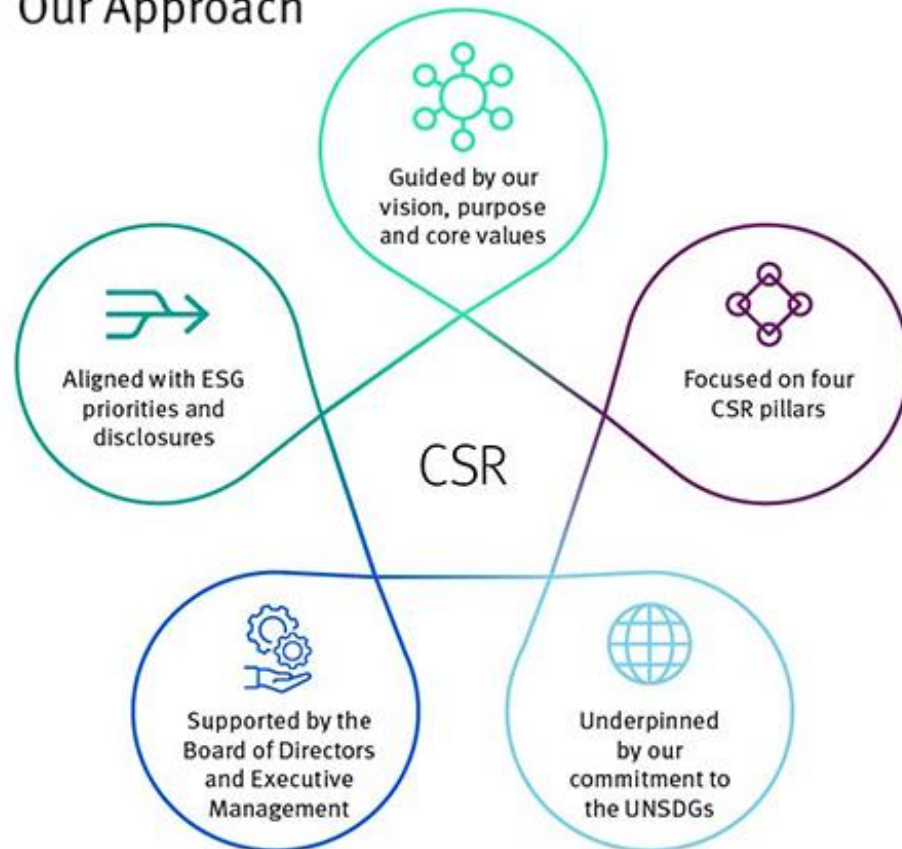 Our Approach
Guided by our
vision, purpose
and core values
Aligned with ESG
priorities and
disclosures
Focused on four
CSR pillars
CSR
Supported by the
Board of Directors
and Executive
Management
Underpinned
by our
commitment to
the UNSDGs